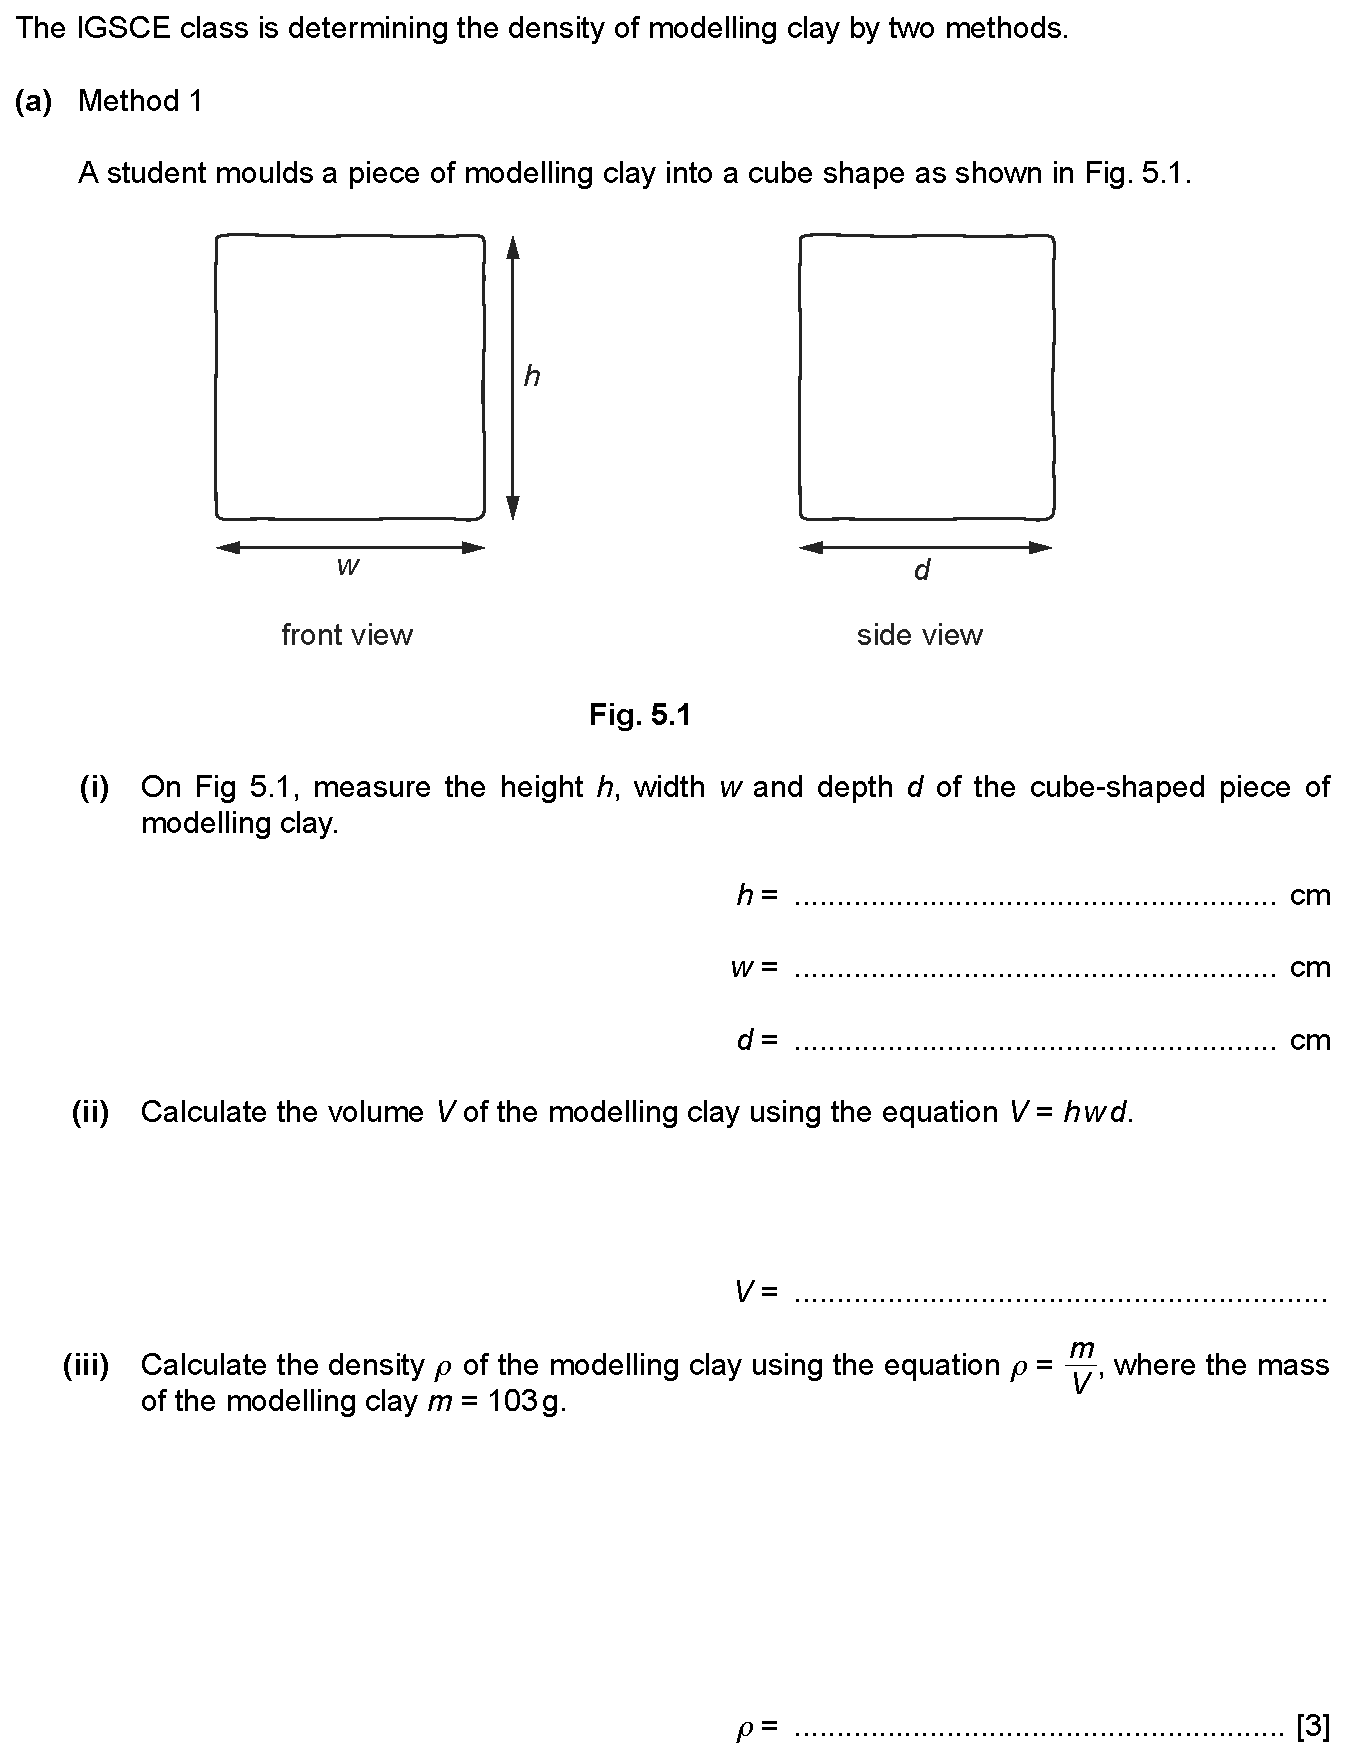 The IGSCE class is determining the density of modelling clay by two methods.
(a) Method 1
A student moulds a piece of modelling clay into a cube shape as shown in Fig. 5.1.
h
w
d
front view
side view
Fig. 5.1
(i) On Fig 5.1, measure the height h, width w and depth d of the cube-shaped piece of
modelling clay.
h = .......................................................... cm
w = .......................................................... cm
d = .......................................................... cm
(ii) Calculate the volume V of the modelling clay using the equation V = hwd.
V = ................................................................
(iii) Calculate the density ρ of the modelling clay using the equation ρ = m/V, where the mass
of the modelling clay m = 103 g.
ρ = ........................................................... [3]